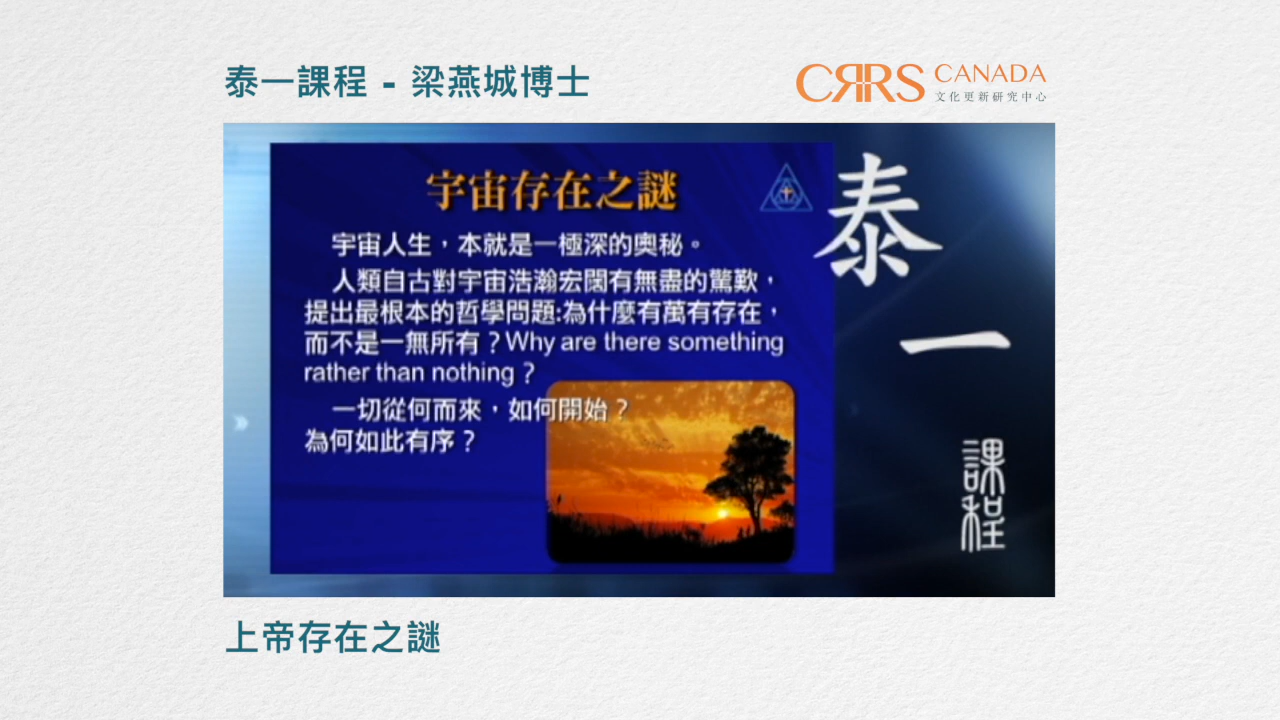 泰一課程 - 梁燕城博士
CRRS CANADA
文化更新研究中心
宇宙存在之謎
宇宙人生，本就是一極深的奧秘。
人類自古對宇宙浩瀚宏闊有無盡的驚歎，
提出最根本的哲學問題:為什麼有萬有存在，
而不是一無所有？Why are there something
rather than nothing？
一切從何而來，如何開始？
為何如此有序？
泰一
課程
上帝存在之謎